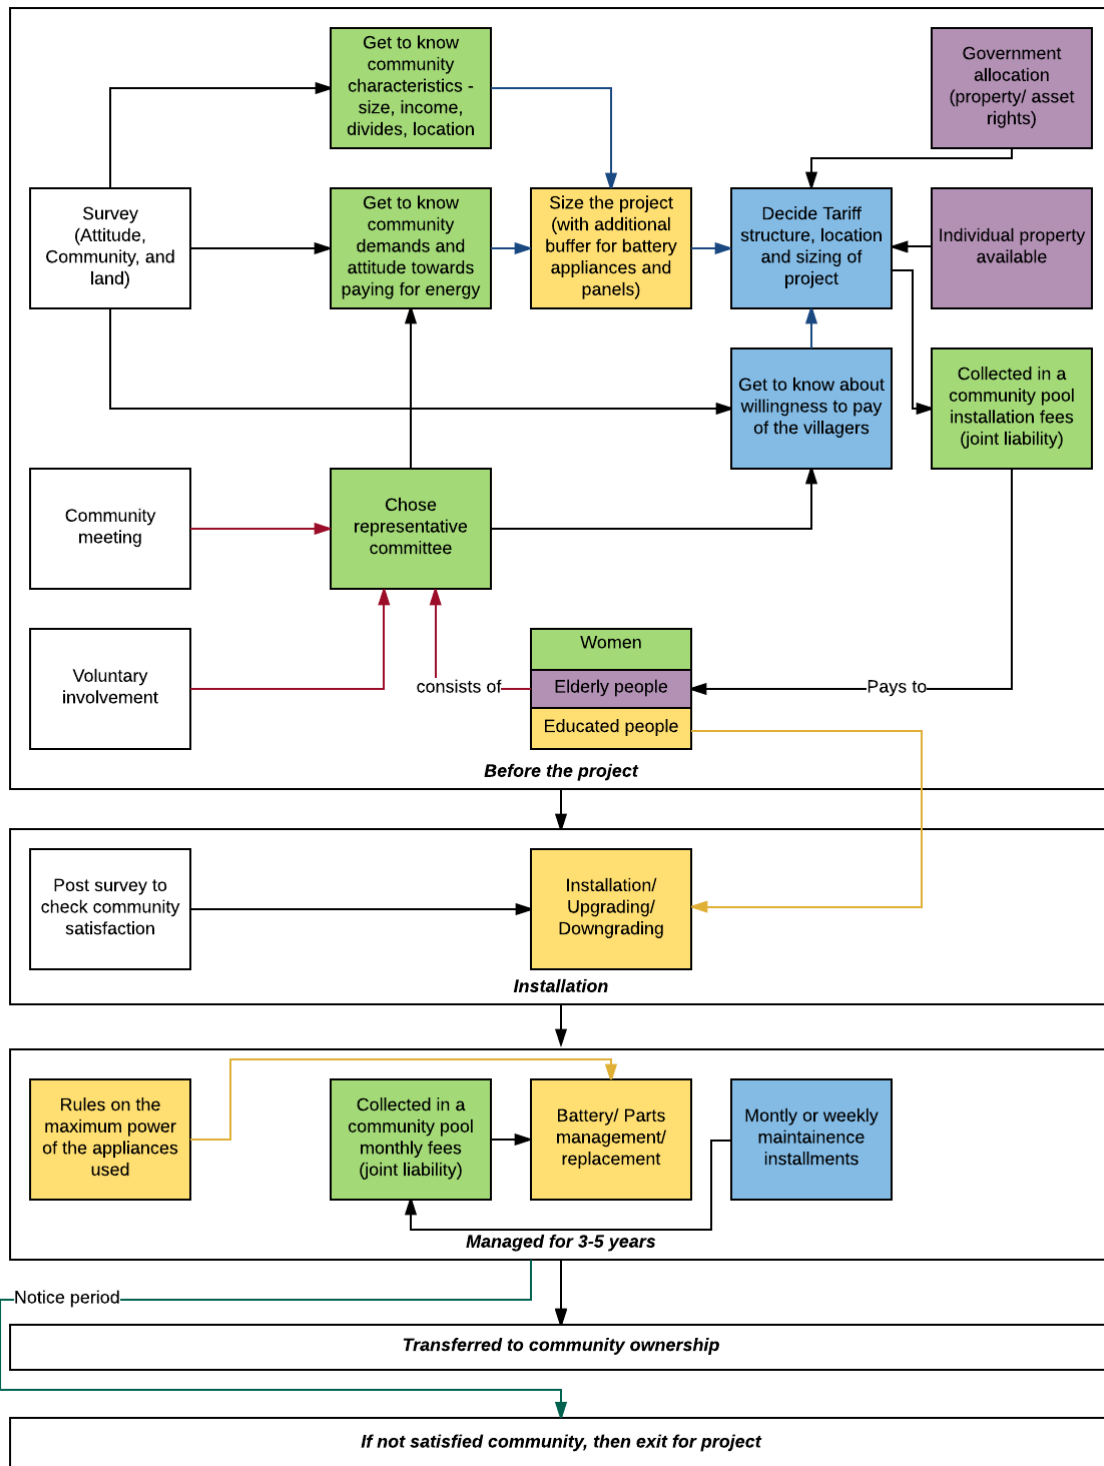 Get to know
community
characteristics -
size, income,
divides, location
Government
allocation
(property/ asset
rights)
Survey
(Attitude,
Community, and
land)
Get to know
community
demands and
attitude towards
paying for energy
Size the project
(with additional
buffer for battery
appliances and
panels)
Decide Tariff
structure, location
and sizing of
project
Individual property
available
Get to know about
willingness to pay
of the villagers
Collected in a
community pool
installation fees
(joint liability)
Community
meeting
Chose
representative
committee
Voluntary
involvement
consists of
Women
Elderly people
Educated people
Pays to
Before the project
Post survey to
check community
satisfaction
Installation/
Upgrading/
Downgrading
Installation
Rules on the
maximum power
of the appliances
used
Collected in a
community pool
monthly fees
(joint liability)
Battery/ Parts
management/
replacement
Montly or weekly
maintainence
installments
Managed for 3-5 years
Notice period
Transferred to community ownership
If not satisfied community, then exit for project